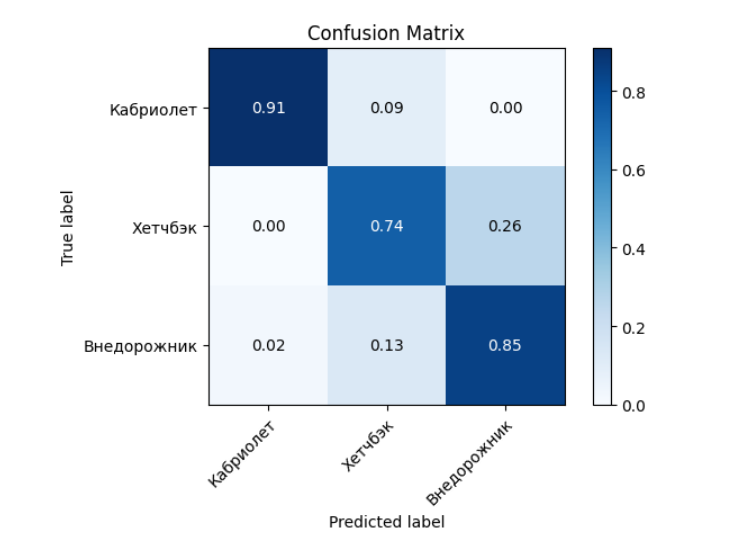 Confusion Matrix
Кабриолет
0.91 0.09 0.00
0.8
0.6
True label
Хетчбэк
0.00 0.74 0.26
0.4
0.2
Внедорожник
0.02 0.13 0.85
0.0
Кабриолет
Хетчбэк
Внедорожник
Predicted label